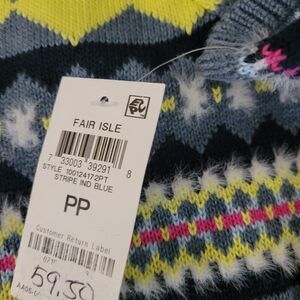 FAIR ISLE
7 33003 39291 8
STYLE 100124172PT
STRIPE IND BLUE
PP
Customer Return Label
59.50